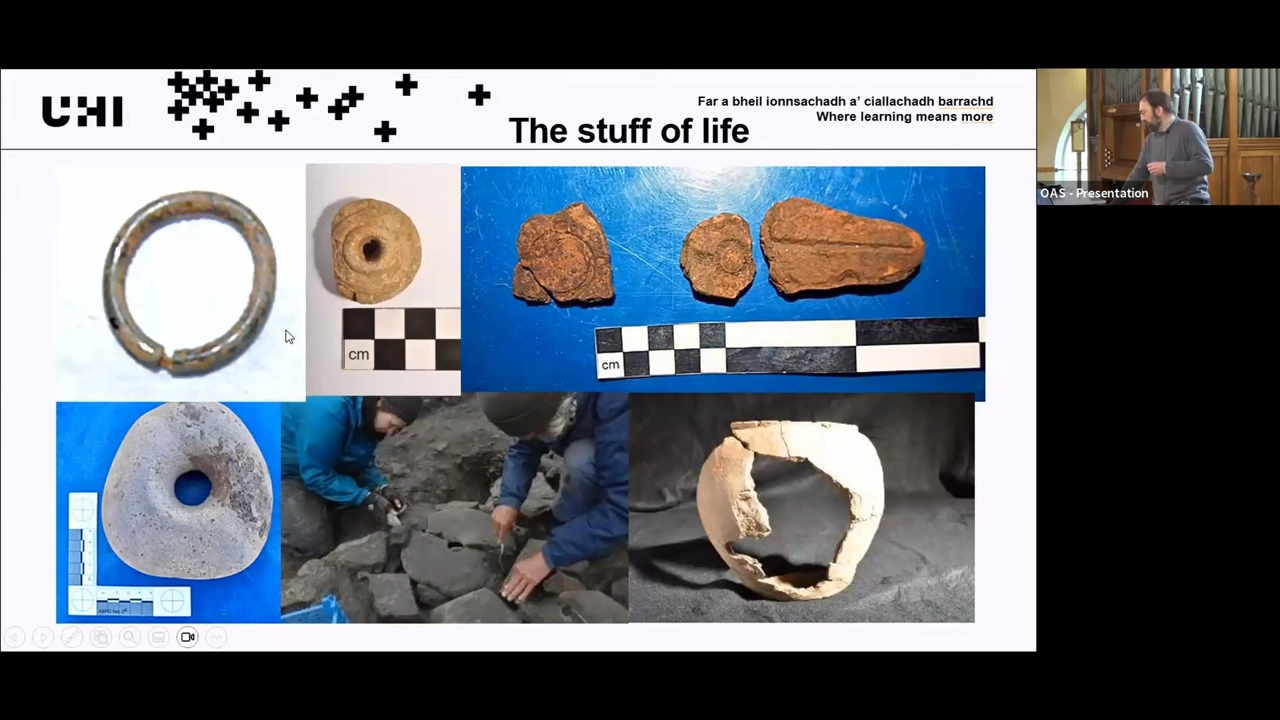 UHI
Far a bheil ionnsachadh a’ ciallachadh barrachd
Where learning means more
The stuff of life
OAS - Presentation
cm
cm